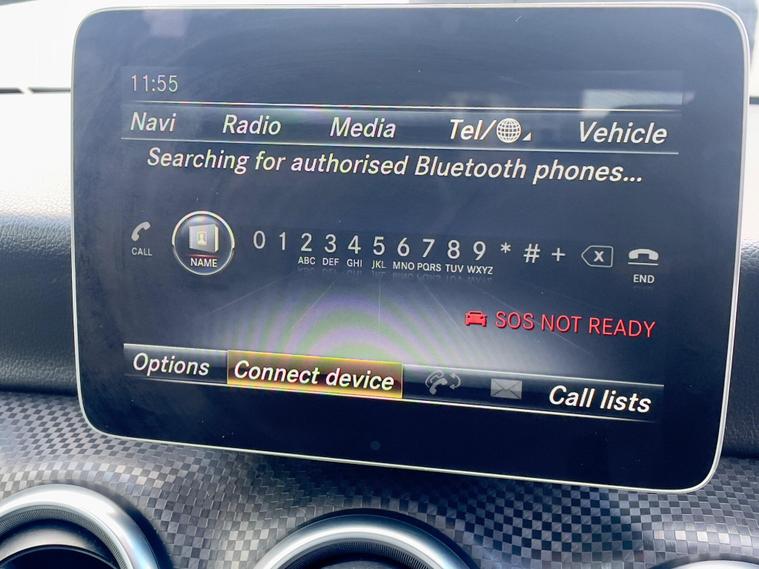 11:55
Navi Radio Media Tel/ Vehicle
Searching for authorised Bluetooth phones...
CALL NAME 0 1 2 3 4 5 6 7 8 9 * # + X END
ABC DEF GHI JKL MNO PQRS TUV WXYZ
SOS NOT READY
Options Connect device Call lists